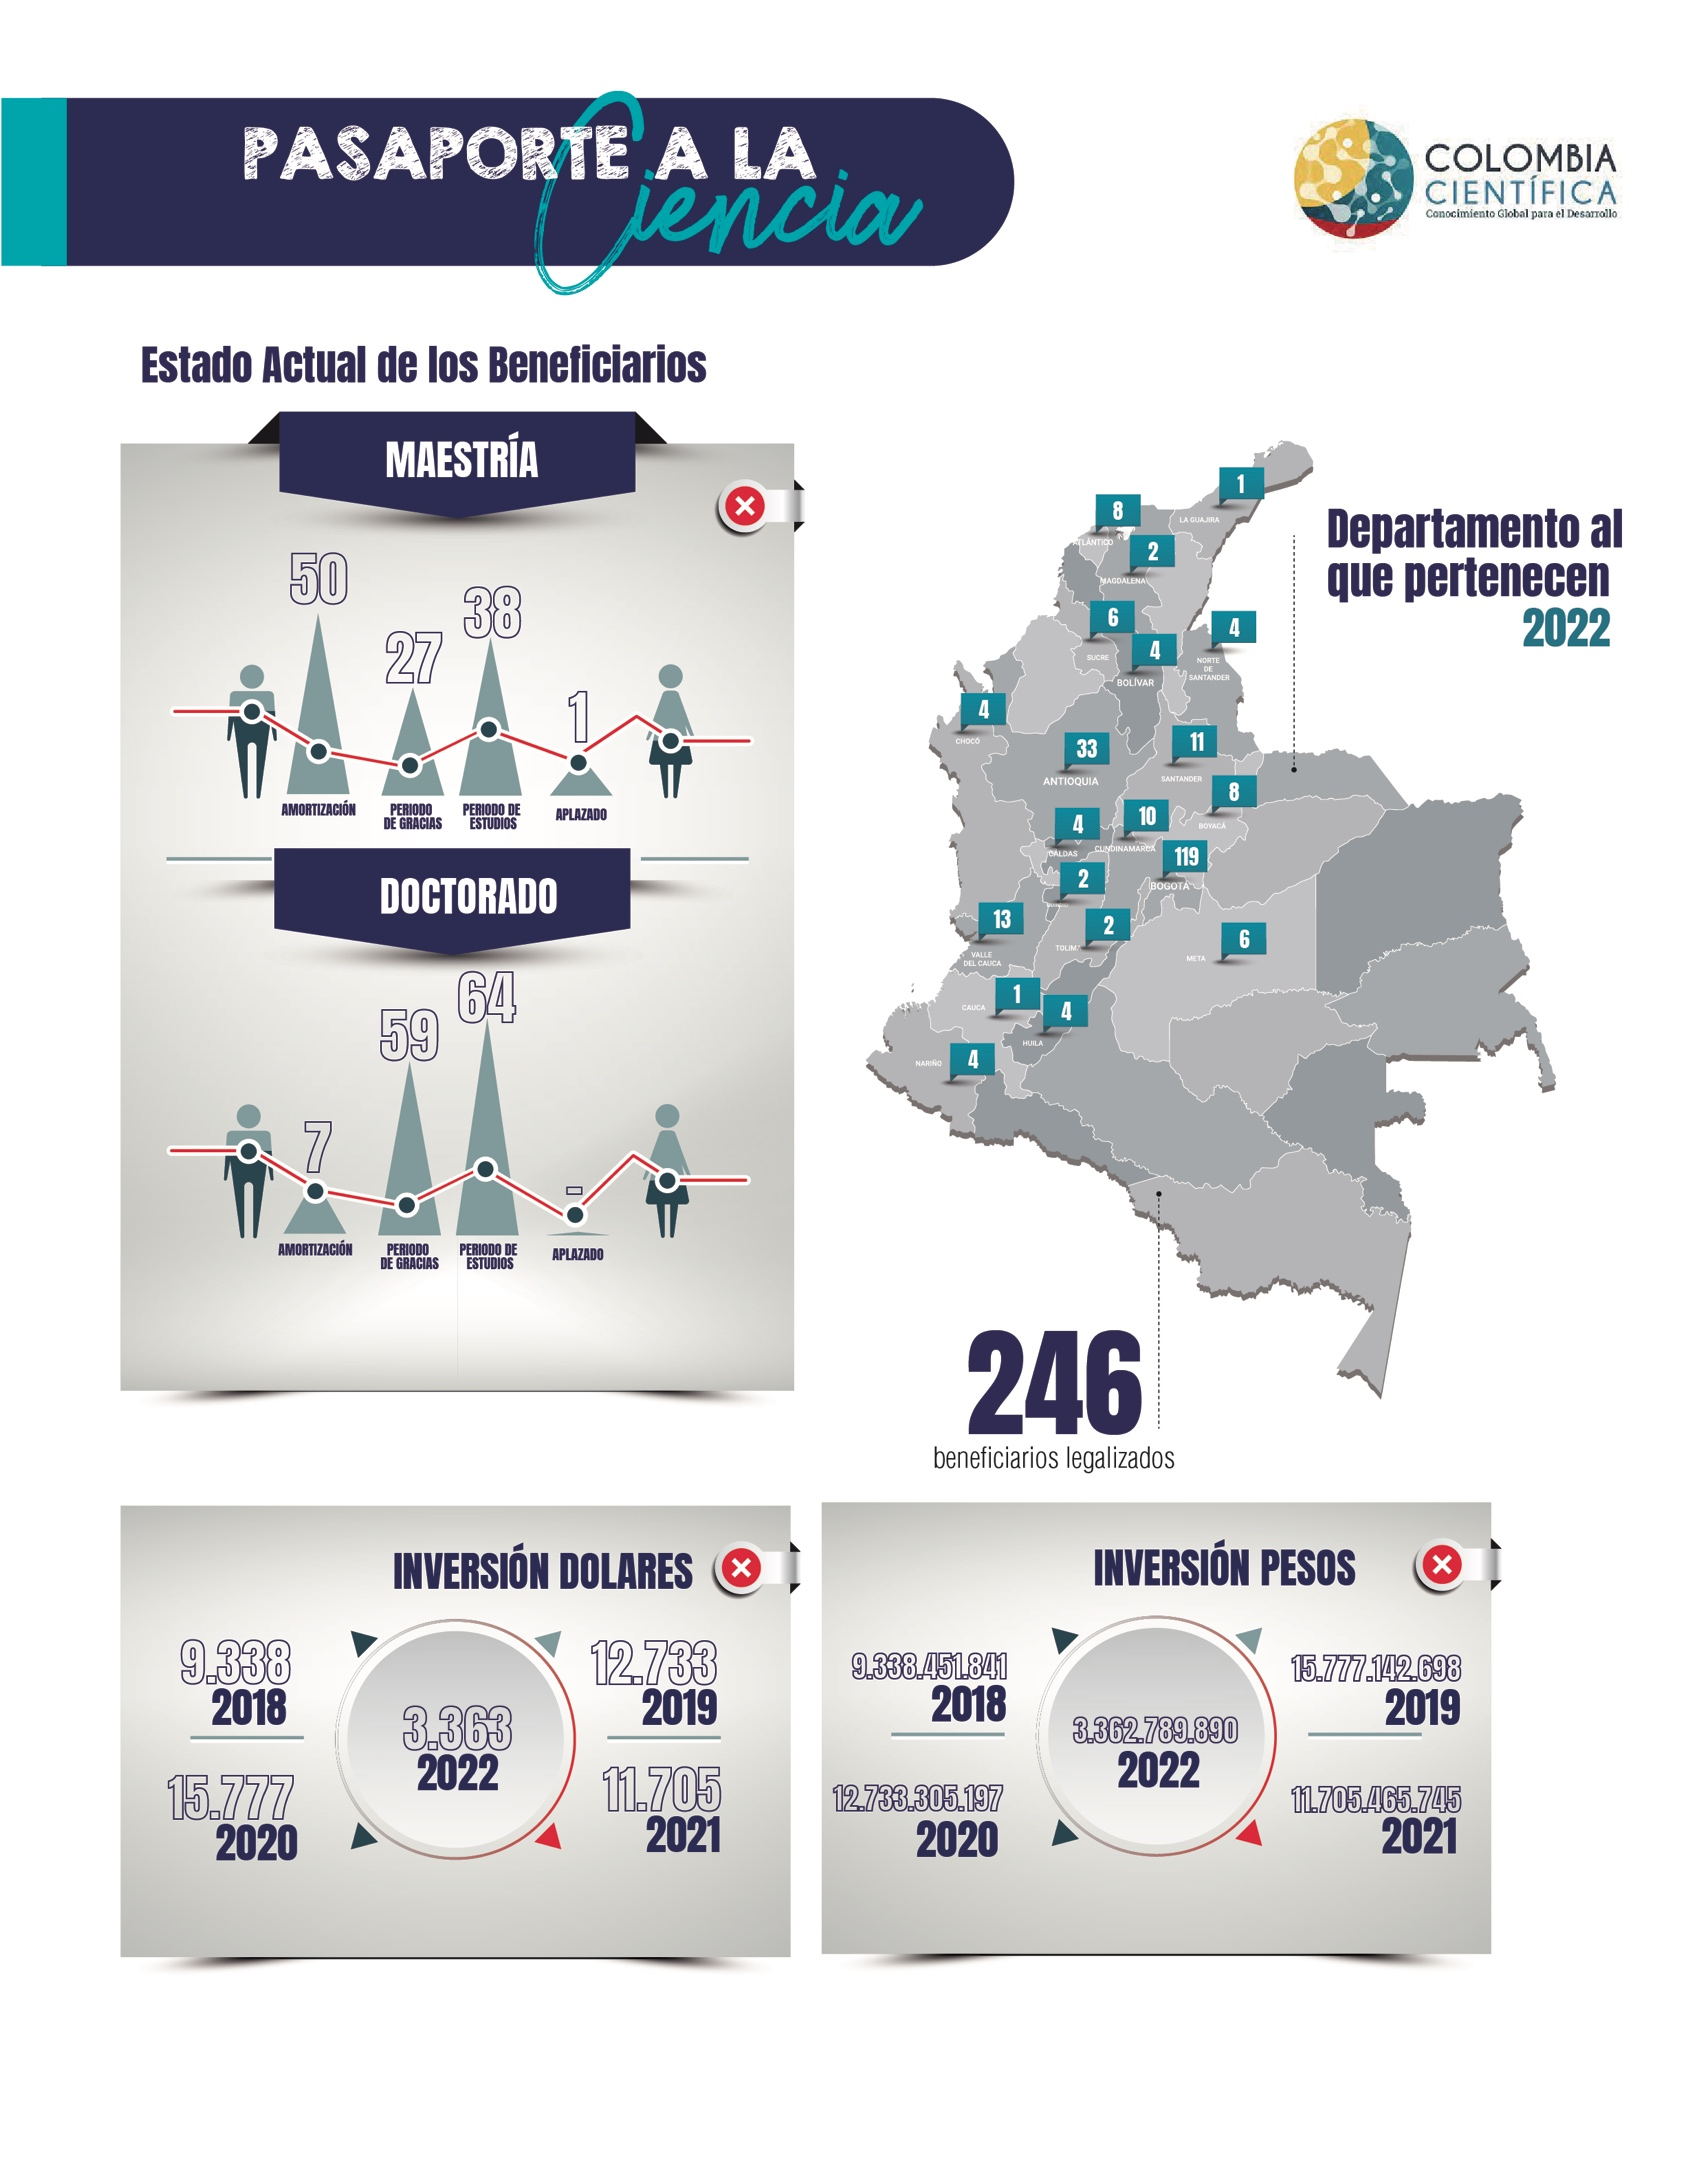 PASAPORTE A LA
Ciencia
COLOMBIA
CIENTÍFICA
Conocimiento Global para el Desarrollo
Estado Actual de los Beneficiarios
MAESTRÍA
50
27
38
1
AMORTIZACIÓN
PERIODO
DE GRACIAS
PERIODO DE
ESTUDIOS
APLAZADO
DOCTORADO
7
59
64
-
AMORTIZACIÓN
PERIODO
DE GRACIAS
PERIODO DE
ESTUDIOS
APLAZADO
Departamento al
que pertenecen
2022
1
LA GUAJIRA
8
ATLÁNTICO
2
MAGDALENA
6
SUCRE
4
BOLÍVAR
4
NORTE
DE
SANTANDER
4
CHOCÓ
33
ANTIOQUIA
11
SANTANDER
8
BOYACÁ
4
CALDAS
10
CUNDINAMARCA
119
BOGOTÁ
2
13
VALLE
DEL CAUCA
2
TOLIMA
6
META
1
CAUCA
4
HUILA
4
NARIÑO
246
beneficiarios legalizados
INVERSIÓN DOLARES
9.338
2018
12.733
2019
3.363
2022
15.777
2020
11.705
2021
INVERSIÓN PESOS
9.338.451.841
2018
15.777.142.698
2019
3.362.789.890
2022
12.733.305.197
2020
11.705.465.745
2021